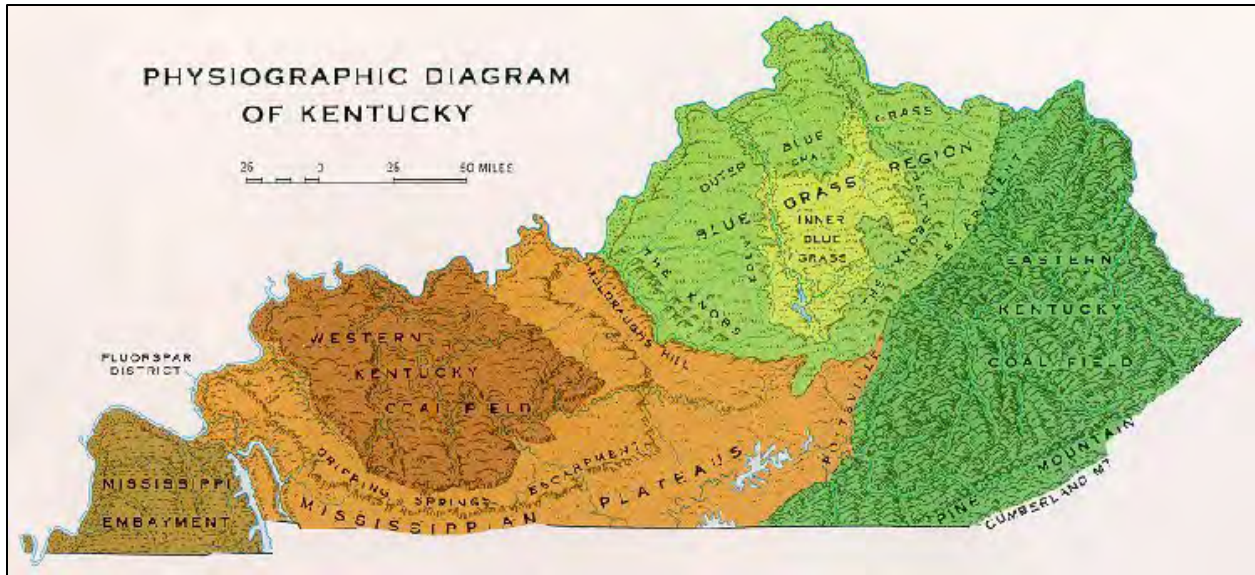 PHYSIOGRAPHIC DIAGRAM
OF KENTUCKY
25 0 25 50 MILES
OUTER BLUE GRASS
BLUE GRASS REGION
INNER
BLUE
GRASS
THE KNOBS
THE KNOBS
MULDRAUGHS HILL
EASTERN
KENTUCKY
COAL FIELD
WESTERN
KENTUCKY
COAL FIELD
FLUORSPAR
DISTRICT
DRIPPING SPRINGS ESCARPMENT
MISSISSIPPIAN PLATEAUS
MISSISSIPPI
EMBAYMENT
PINE MOUNTAIN
CUMBERLAND MT